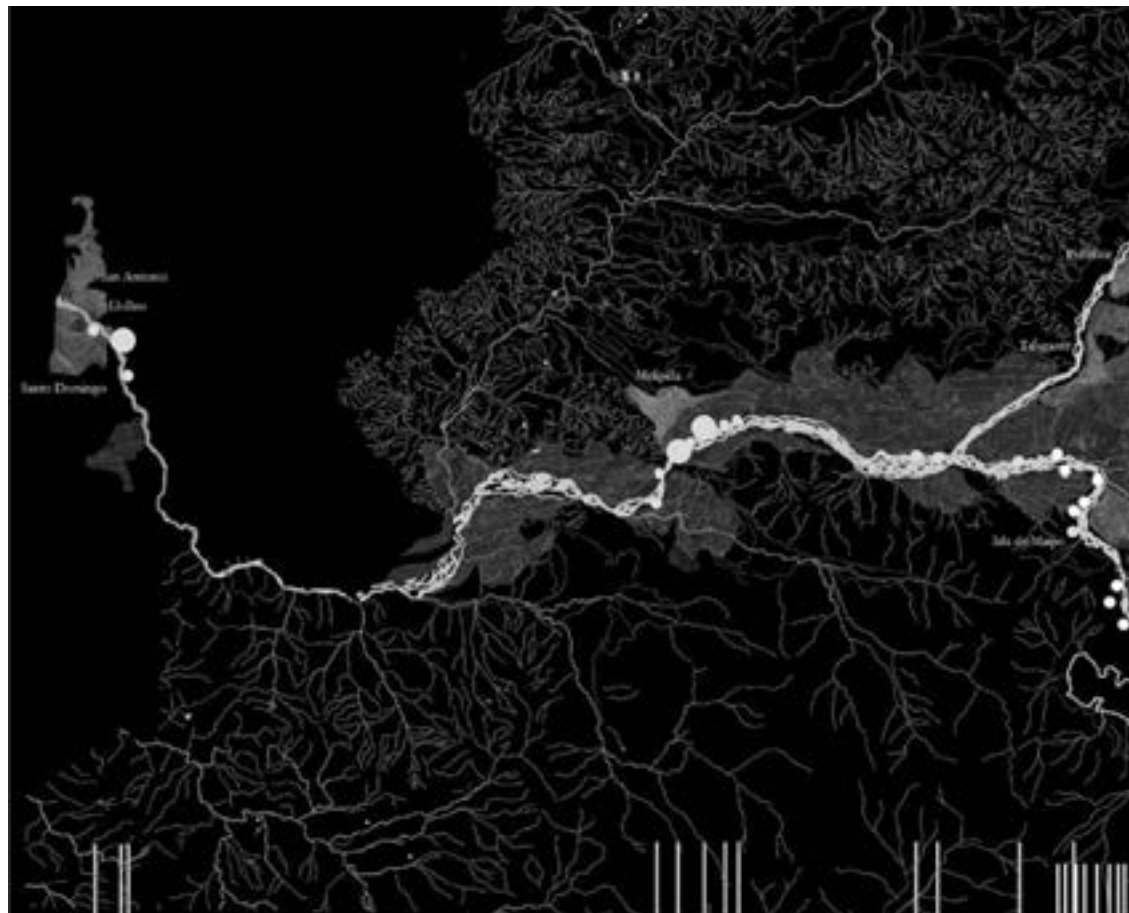 San Antonio
Llolleo
Santo Domingo
Melipilla
Talagante
Isla de Maipo